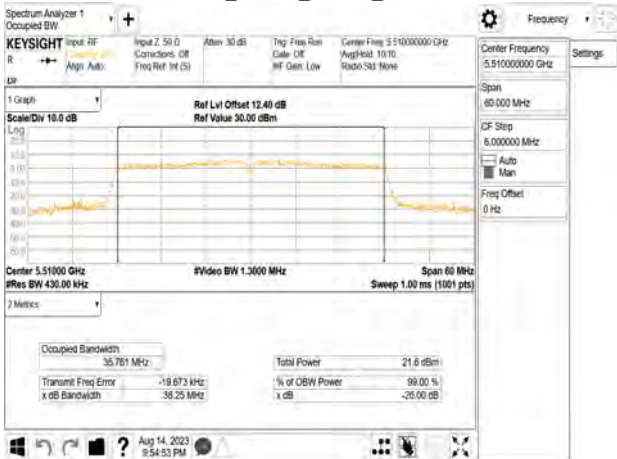 Spectrum Analyzer 1
Occupied BW
+
Frequency
KEYSIGHT Input: RF
R
Align: Auto
Input Z: 50 Ω
Corrections: Off
Freq Ref: Int (S)
Atten: 30 dB
Trig: Free Run
Gate: Off
#IF Gain: Low
Center Freq: 5.510000000 GHz
Avg|Hold: 10/10
Radio Std: None
Center Frequency
5.510000000 GHz
Settings
Span
60.000 MHz
CF Step
6.000000 MHz
Auto
Man
Freq Offset
0 Hz
1 Graph
Scale/Div 10.0 dB
Ref Lvl Offset 12.40 dB
Ref Value 30.00 dBm
Log
Center 5.51000 GHz
#Res BW 430.00 kHz
#Video BW 1.3000 MHz
Span 60 MHz
Sweep 1.00 ms (1001 pts)
2 Metrics
Occupied Bandwidth
35.761 MHz
Total Power 21.6 dBm
Transmit Freq Error -19.673 kHz
% of OBW Power 99.00 %
x dB Bandwidth 38.25 MHz
x dB -26.00 dB
?
Aug 14, 2023
9:54:53 PM